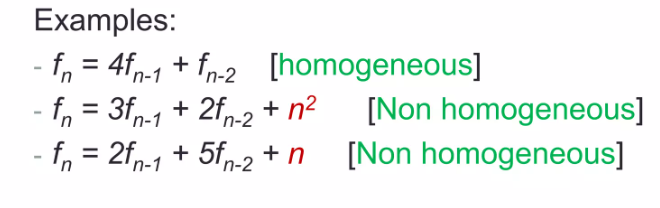 Examples:
- fₙ = 4fₙ₋₁ + fₙ₋₂ [homogeneous]
- fₙ = 3fₙ₋₁ + 2fₙ₋₂ + n² [Non homogeneous]
- fₙ = 2fₙ₋₁ + 5fₙ₋₂ + n [Non homogeneous]